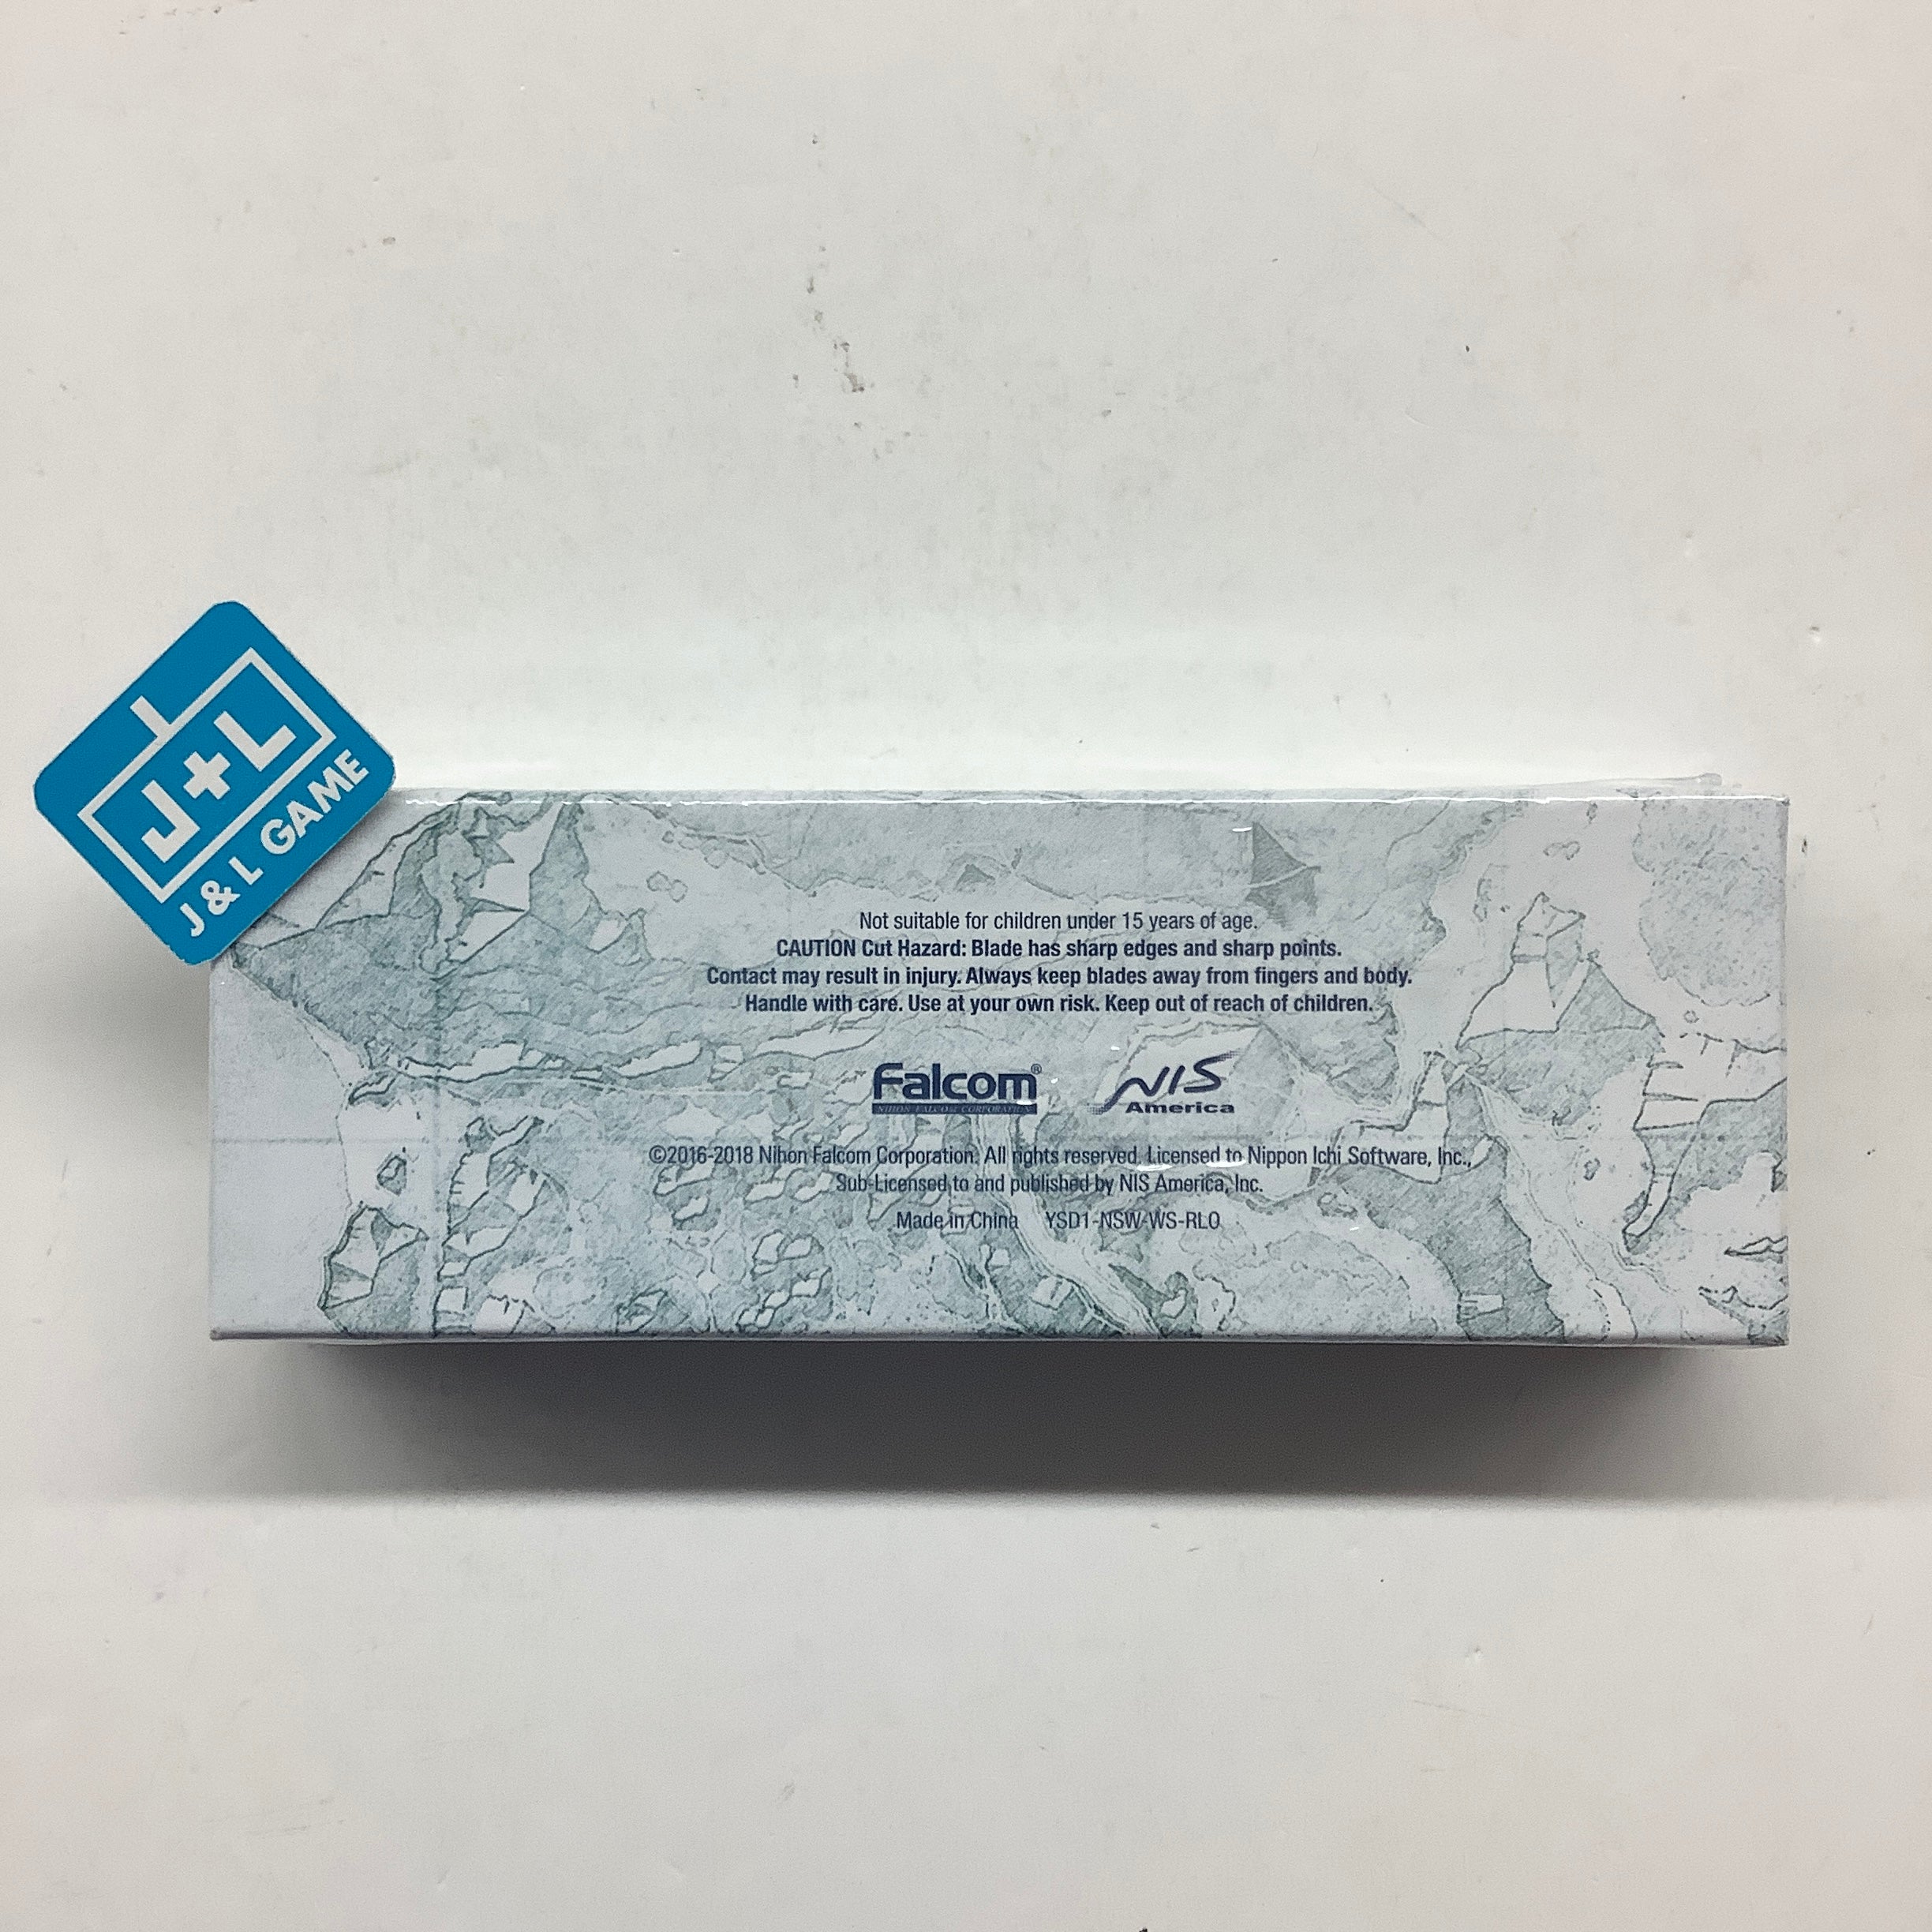 J+L
J & L GAME
Not suitable for children under 15 years of age.
CAUTION Cut Hazard: Blade has sharp edges and sharp points.
Contact may result in injury. Always keep blades away from fingers and body.
Handle with care. Use at your own risk. Keep out of reach of children.
Falcom®
NIHON FALCOM CORPORATION
NIS
America
©2016-2018 Nihon Falcom Corporation. All rights reserved. Licensed to Nippon Ichi Software, Inc.,
Sub-Licensed to and published by NIS America, Inc.
Made in China YSD1-NSW-WS-RL0